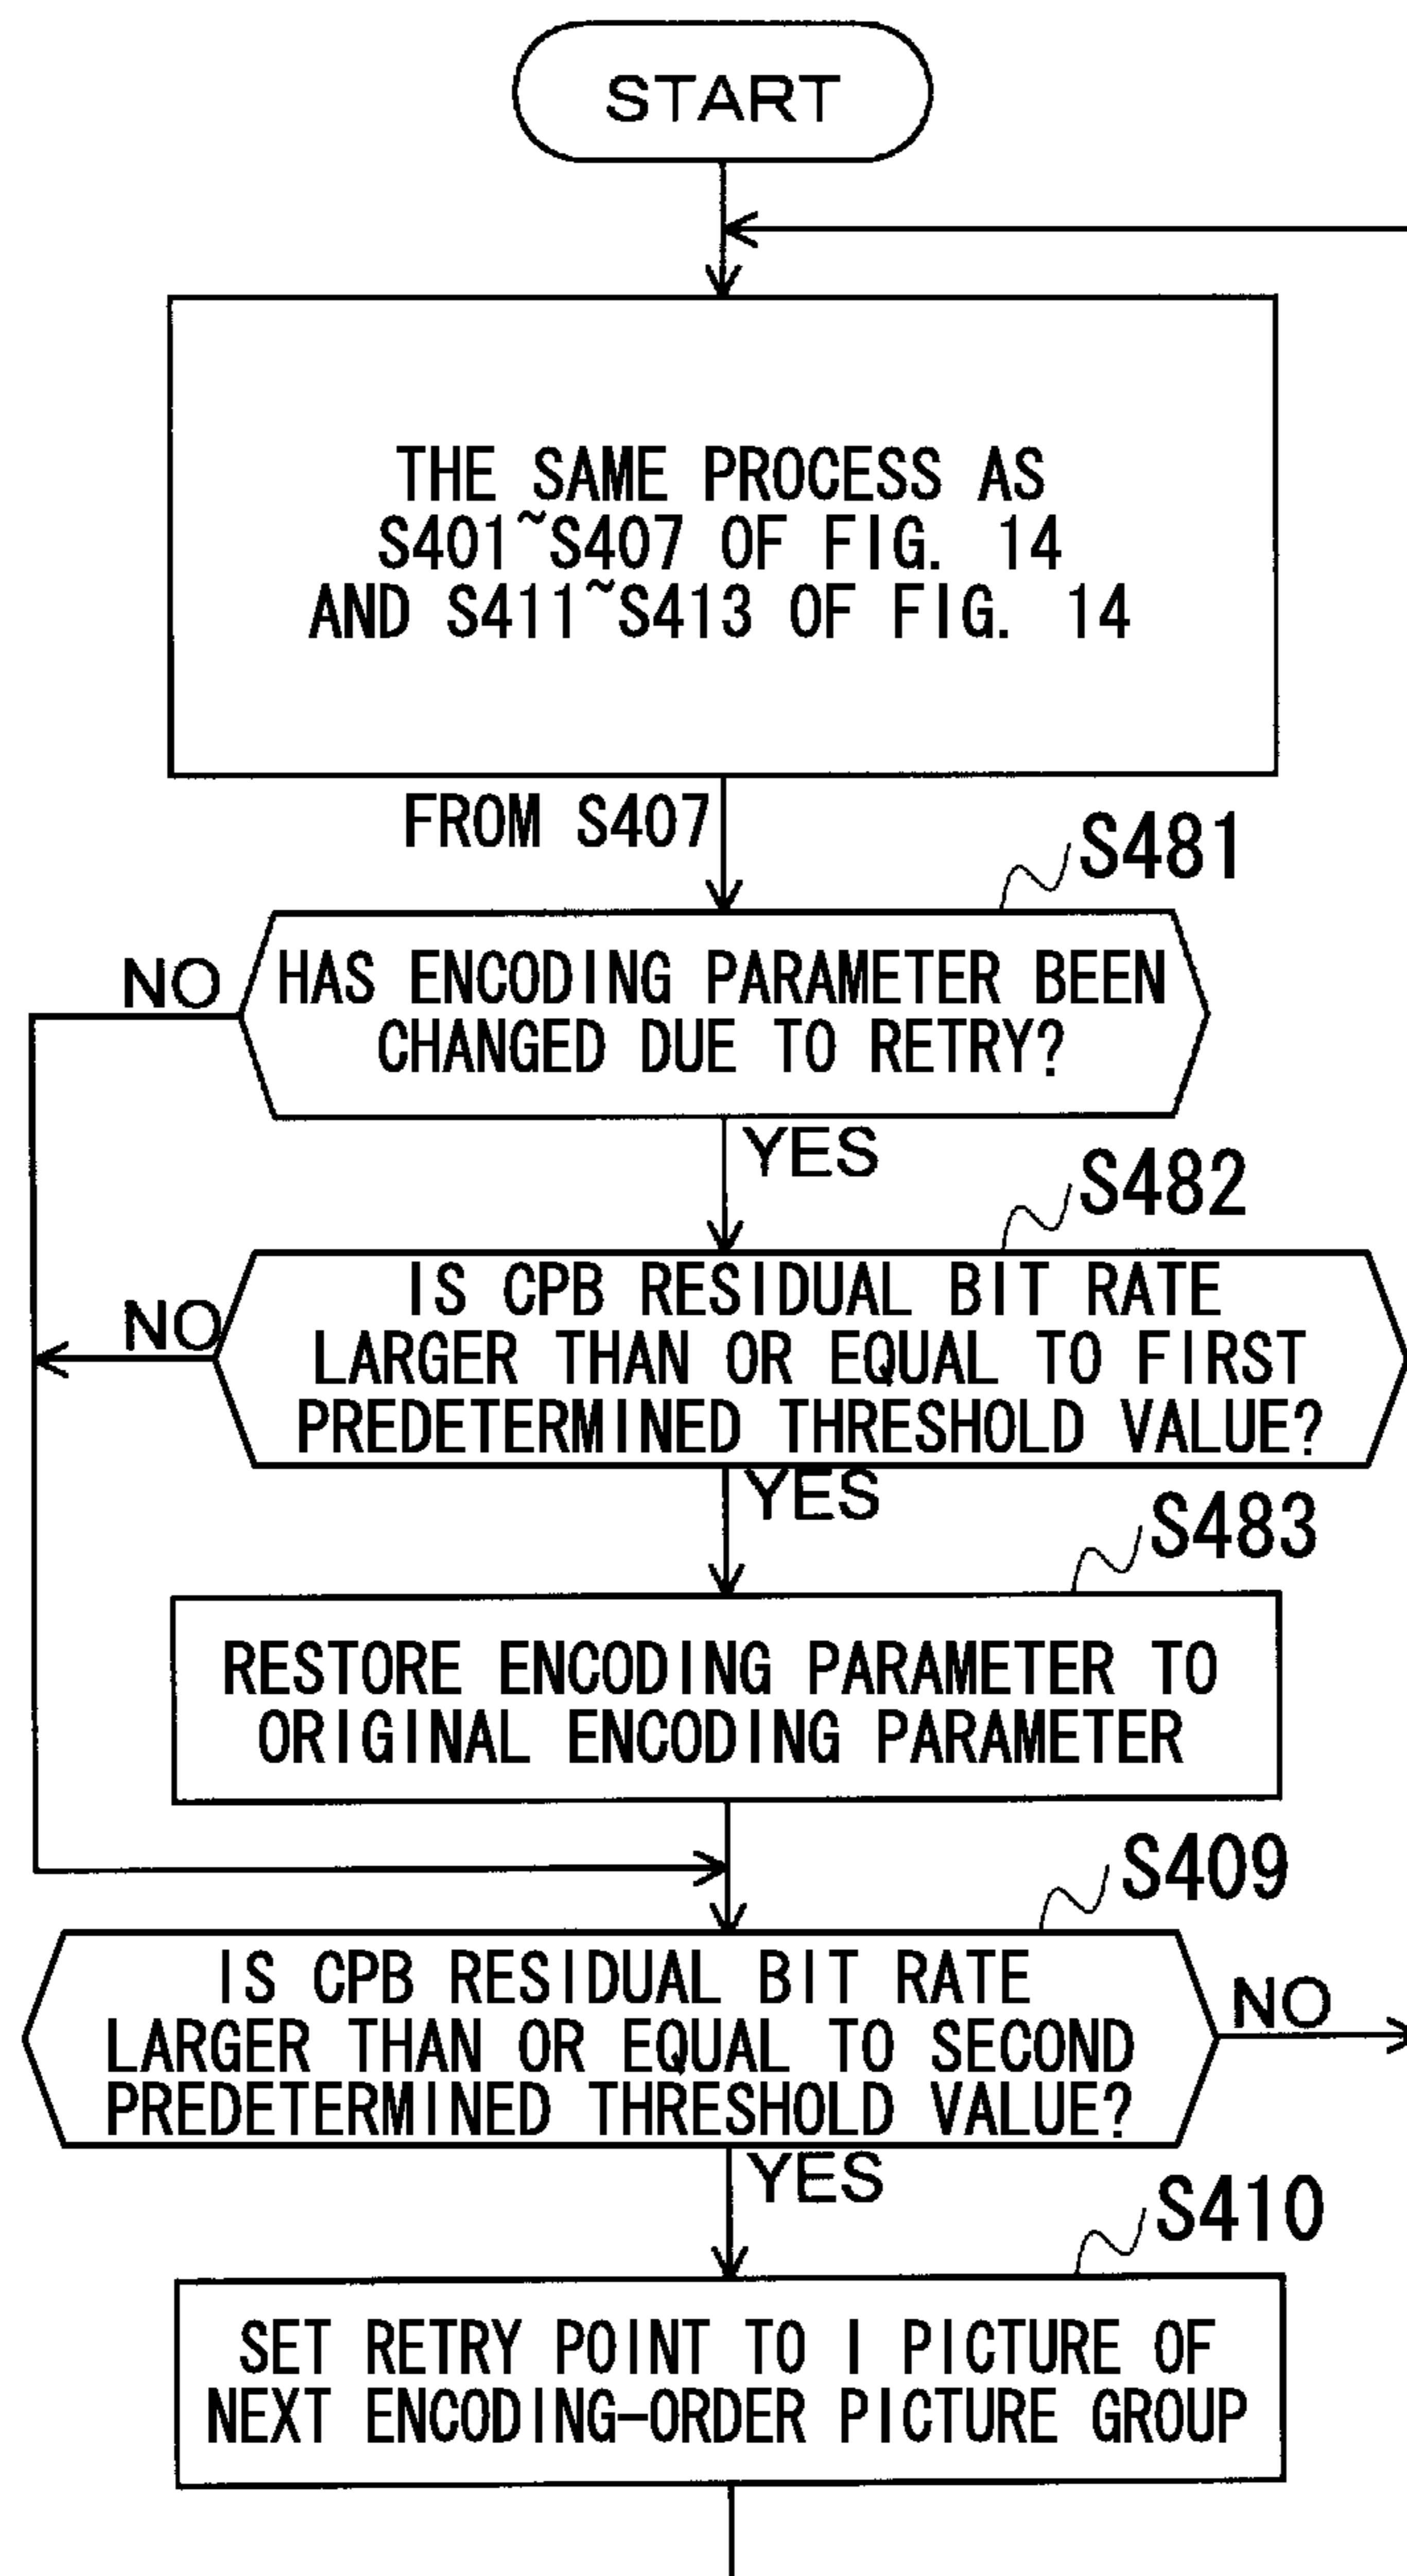 START
THE SAME PROCESS AS
S401~S407 OF FIG. 14
AND S411~S413 OF FIG. 14
FROM S407
S481
NO
HAS ENCODING PARAMETER BEEN
CHANGED DUE TO RETRY?
YES
S482
NO
IS CPB RESIDUAL BIT RATE
LARGER THAN OR EQUAL TO FIRST
PREDETERMINED THRESHOLD VALUE?
YES
S483
RESTORE ENCODING PARAMETER TO
ORIGINAL ENCODING PARAMETER
S409
IS CPB RESIDUAL BIT RATE
LARGER THAN OR EQUAL TO SECOND
PREDETERMINED THRESHOLD VALUE?
NO
YES
S410
SET RETRY POINT TO I PICTURE OF
NEXT ENCODING-ORDER PICTURE GROUP